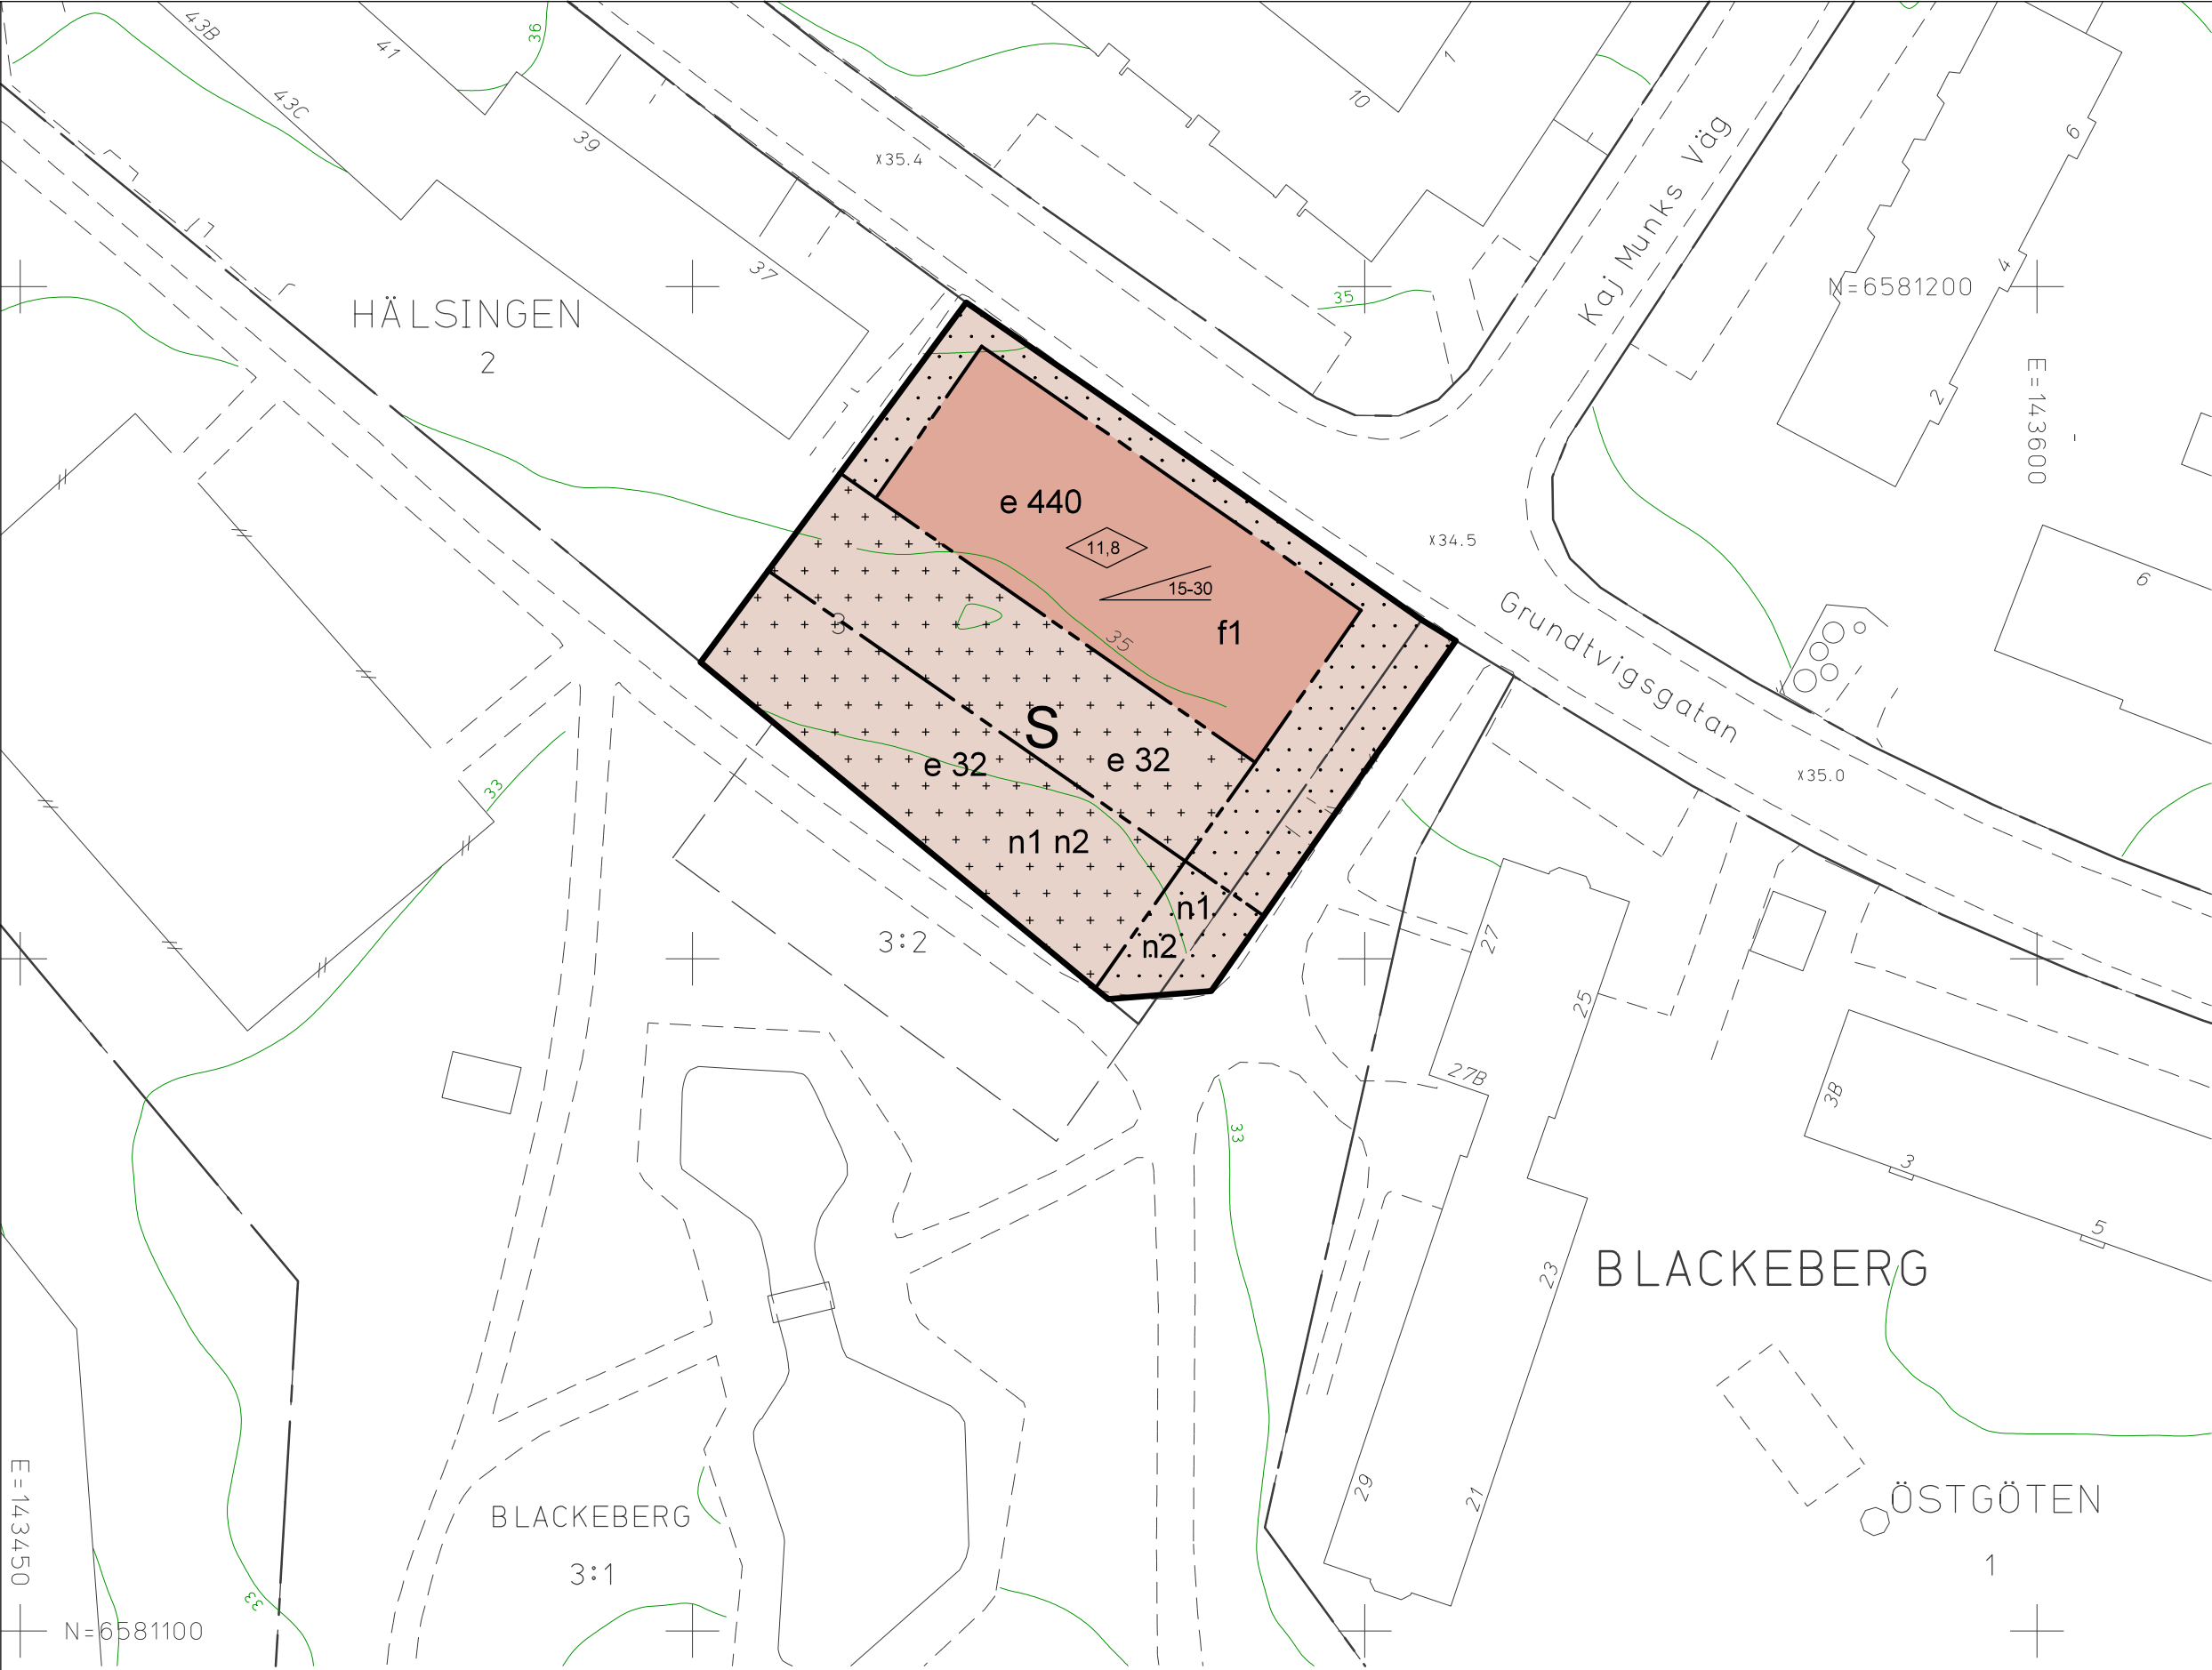 43B
41
36
43C
39
37
X35.4
10
1
Kaj Munks Väg
6
4
2
N=6581200
E=143600
HÄLSINGEN
2
35
e 440
11,8
15-30
f1
X34.5
3
35
S
e 32
e 32
n1 n2
n1
n2
Grundtvigsgatan
X35.0
6
33
3:2
27
25
27B
3B
3
5
33
BLACKEBERG
23
29
21
E=143450
BLACKEBERG
3:1
ÖSTGÖTEN
1
33
N=6581100